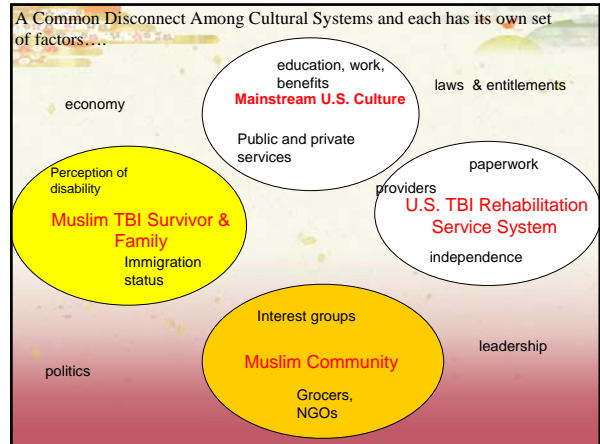 A Common Disconnect Among Cultural Systems and each has its own set
of factors….
education, work,
benefits
Mainstream U.S. Culture
Public and private
services
economy
laws & entitlements
Perception of
disability
Muslim TBI Survivor &
Family
Immigration
status
paperwork
providers
U.S. TBI Rehabilitation
Service System
independence
Interest groups
Muslim Community
Grocers,
NGOs
politics
leadership